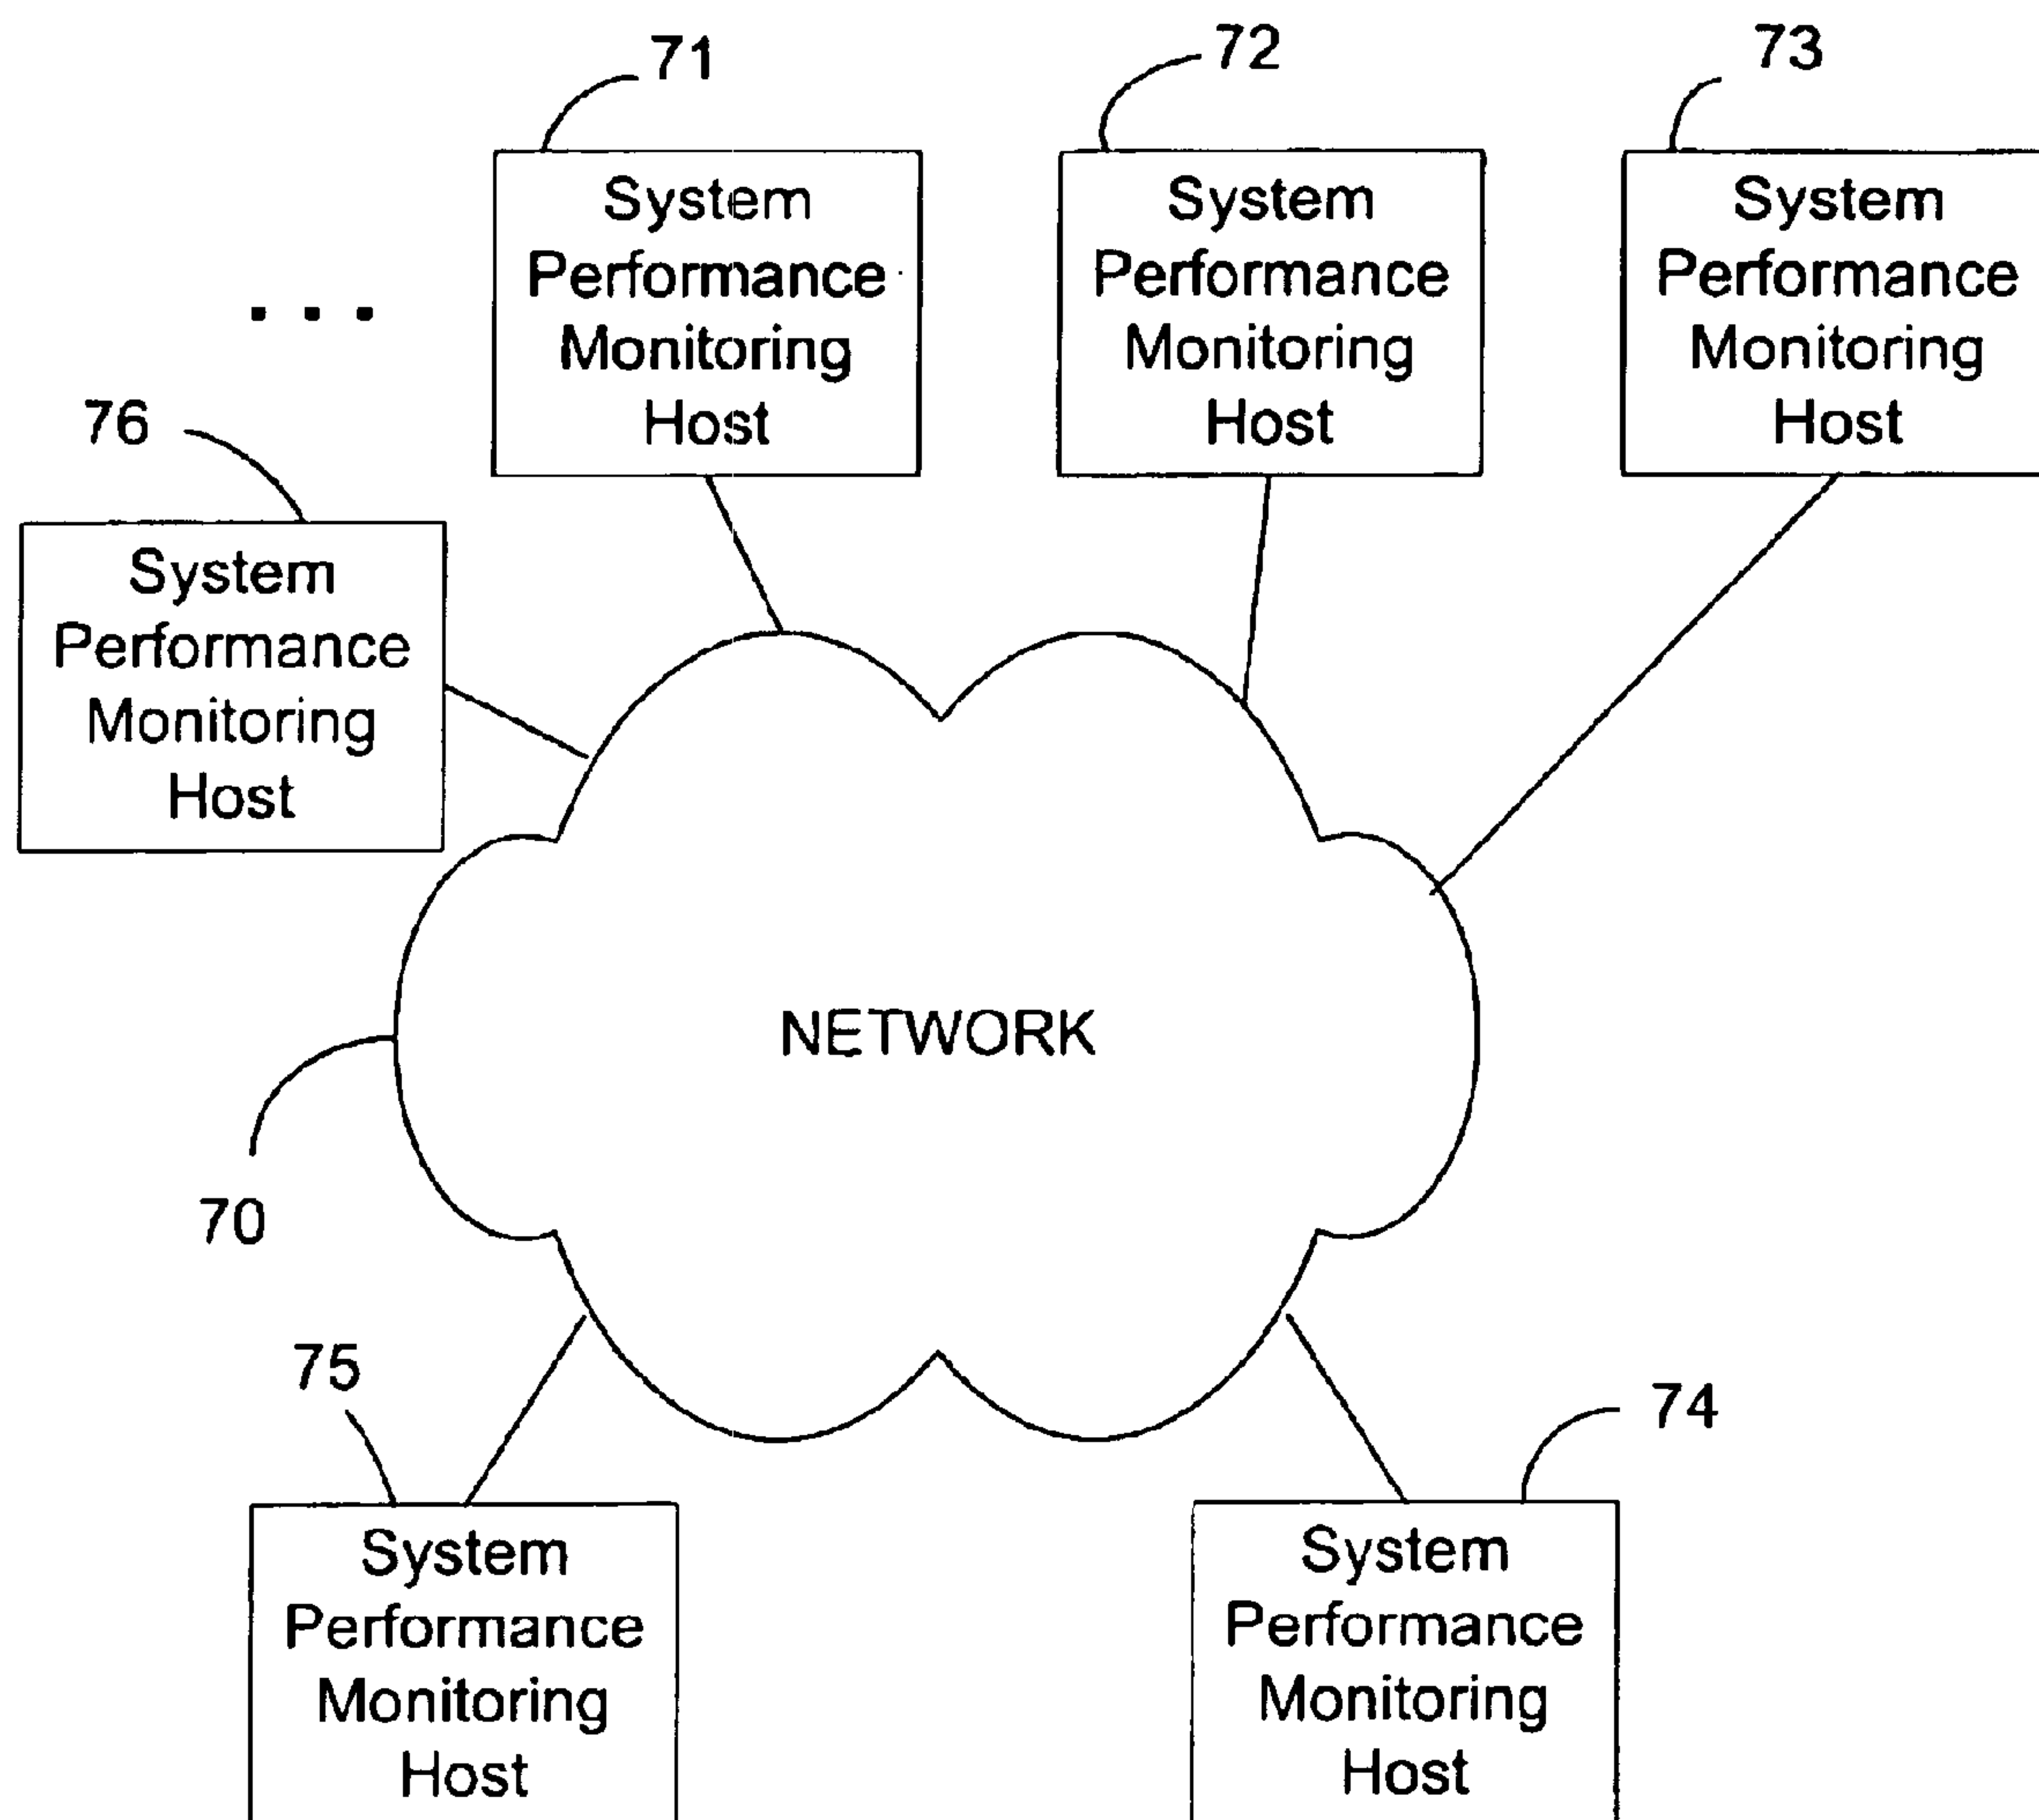 71
72
73
System
Performance
Monitoring
Host
System
Performance
Monitoring
Host
System
Performance
Monitoring
Host
...
76
System
Performance
Monitoring
Host
NETWORK
70
75
74
System
Performance
Monitoring
Host
System
Performance
Monitoring
Host